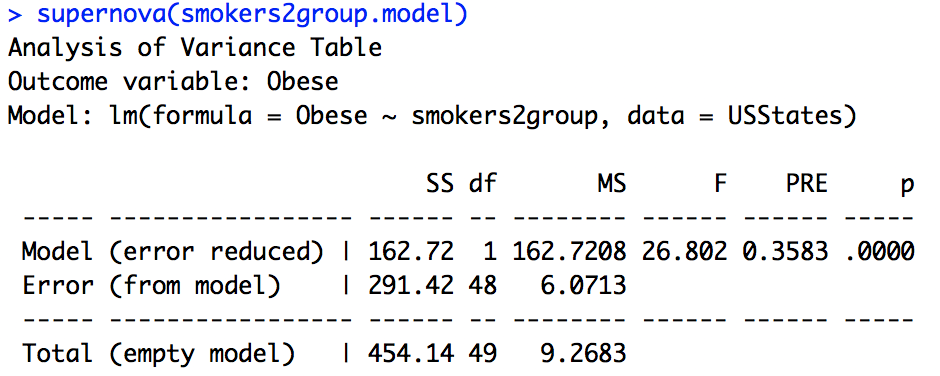 > supernova(smokers2group.model)
Analysis of Variance Table
Outcome variable: Obese
Model: lm(formula = Obese ~ smokers2group, data = USStates)

                              SS df       MS      F    PRE     p
 ----- ----------------- ------ -- -------- ------ ------ -----
 Model (error reduced) | 162.72  1 162.7208 26.802 0.3583 .0000
 Error (from model)    | 291.42 48   6.0713
 ----- ----------------- ------ -- -------- ------ ------ -----
 Total (empty model)   | 454.14 49   9.2683